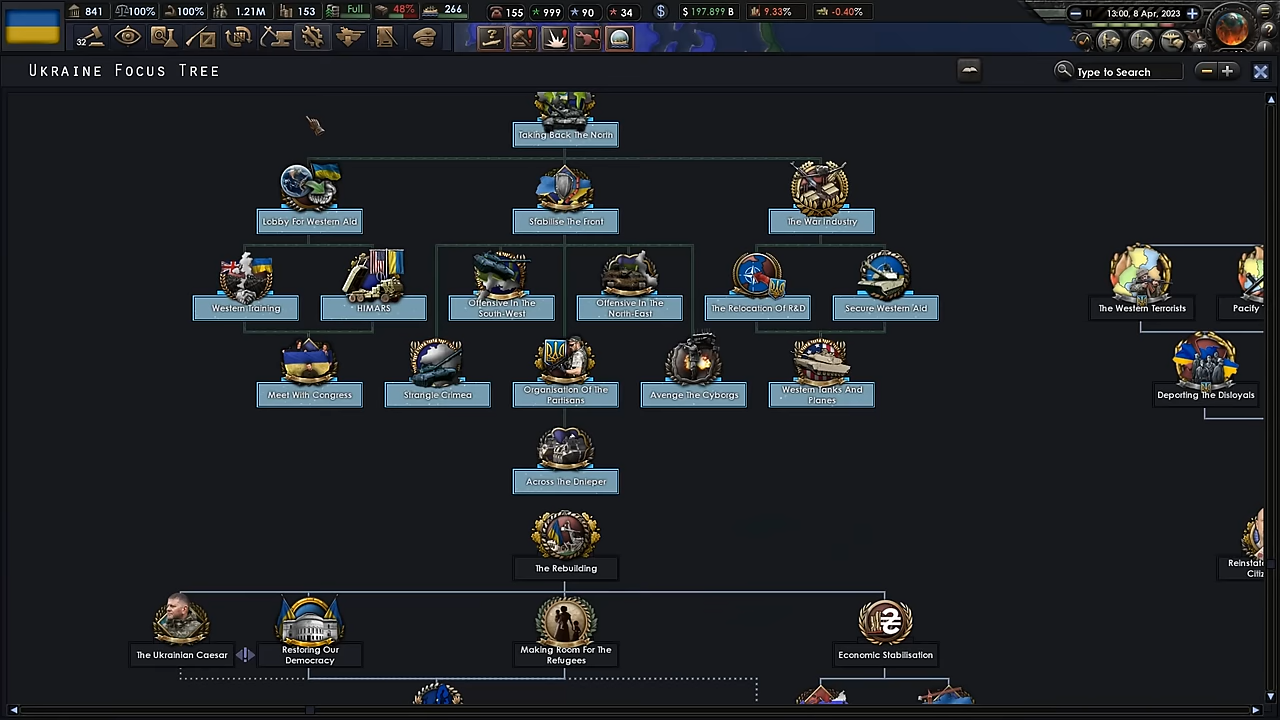 841 100% 100% 1.21M 153 Full 48% 266 155 999 90 34 $ $ 197.899 B 9.33% -0.40% 13:00, 8 Apr, 2023
32
UKRAINE FOCUS TREE
Type to Search
Taking Back The North
Lobby For Western Aid
Stabilise The Front
The War Industry
Western Training
HIMARS
Offensive In The
South-West
Offensive In The
North-East
The Relocation Of R&D
Secure Western Aid
The Western Terrorists
Pacify
Meet With Congress
Strangle Crimea
Organisation Of The
Partisans
Avenge The Cyborgs
Western Tanks And
Planes
Deporting The Disloyals
Across The Dnieper
The Rebuilding
Reinstat
Citiz
The Ukrainian Caesar
Restoring Our
Democracy
Making Room For The
Refugees
Economic Stabilisation